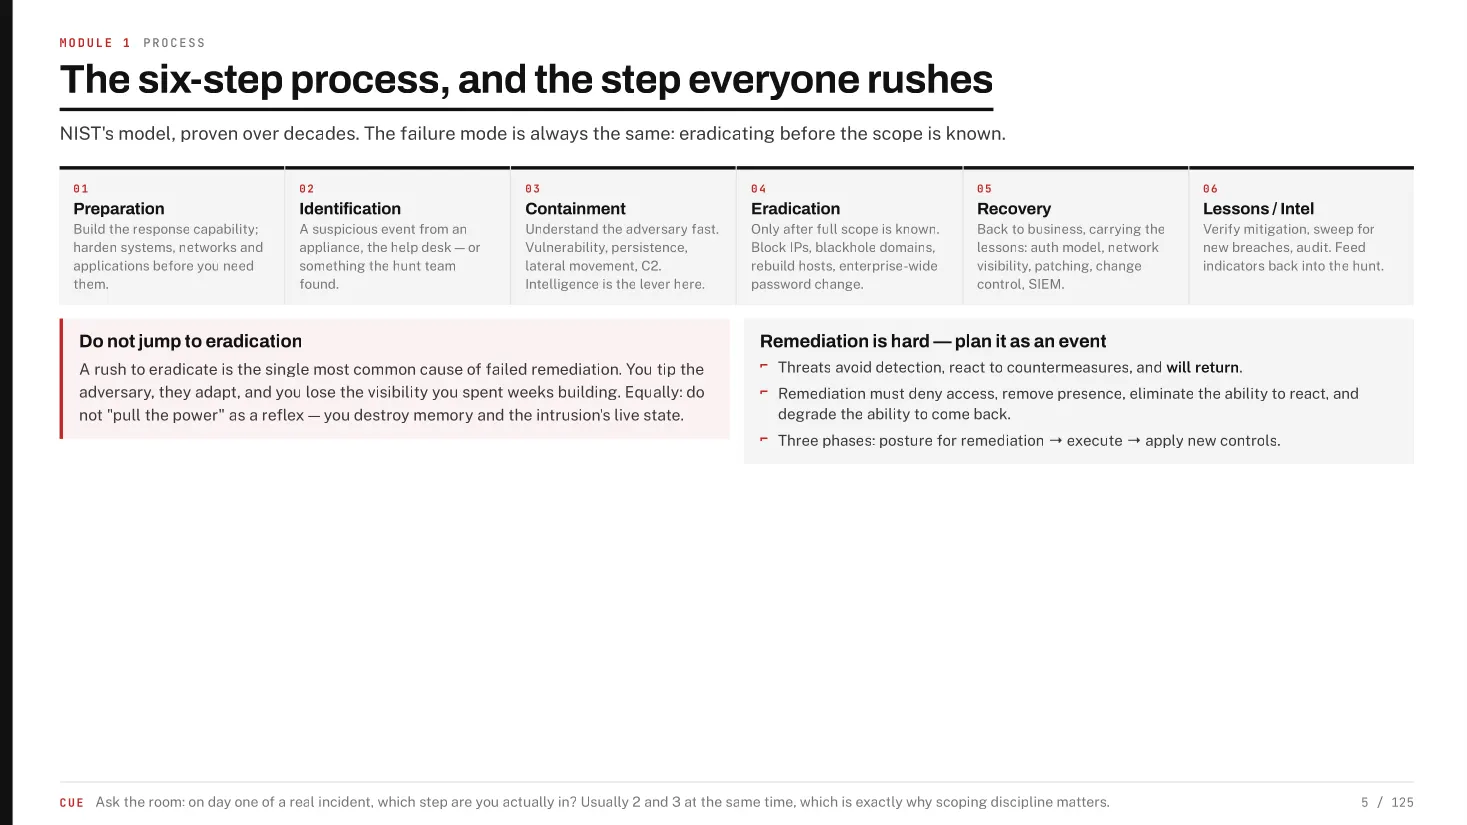 MODULE 1 PROCESS
The six-step process, and the step everyone rushes
NIST's model, proven over decades. The failure mode is always the same: eradicating before the scope is known.
01
Preparation
Build the response capability;
harden systems, networks and
applications before you need
them.
02
Identification
A suspicious event from an
appliance, the help desk — or
something the hunt team
found.
03
Containment
Understand the adversary fast.
Vulnerability, persistence,
lateral movement, C2.
Intelligence is the lever here.
04
Eradication
Only after full scope is known.
Block IPs, blackhole domains,
rebuild hosts, enterprise-wide
password change.
05
Recovery
Back to business, carrying the
lessons: auth model, network
visibility, patching, change
control, SIEM.
06
Lessons / Intel
Verify mitigation, sweep for
new breaches, audit. Feed
indicators back into the hunt.
Do not jump to eradication
A rush to eradicate is the single most common cause of failed remediation. You tip the
adversary, they adapt, and you lose the visibility you spent weeks building. Equally: do
not "pull the power" as a reflex — you destroy memory and the intrusion's live state.
Remediation is hard — plan it as an event
Threats avoid detection, react to countermeasures, and will return.
Remediation must deny access, remove presence, eliminate the ability to react, and
degrade the ability to come back.
Three phases: posture for remediation → execute → apply new controls.
CUE Ask the room: on day one of a real incident, which step are you actually in? Usually 2 and 3 at the same time, which is exactly why scoping discipline matters.
5 / 125